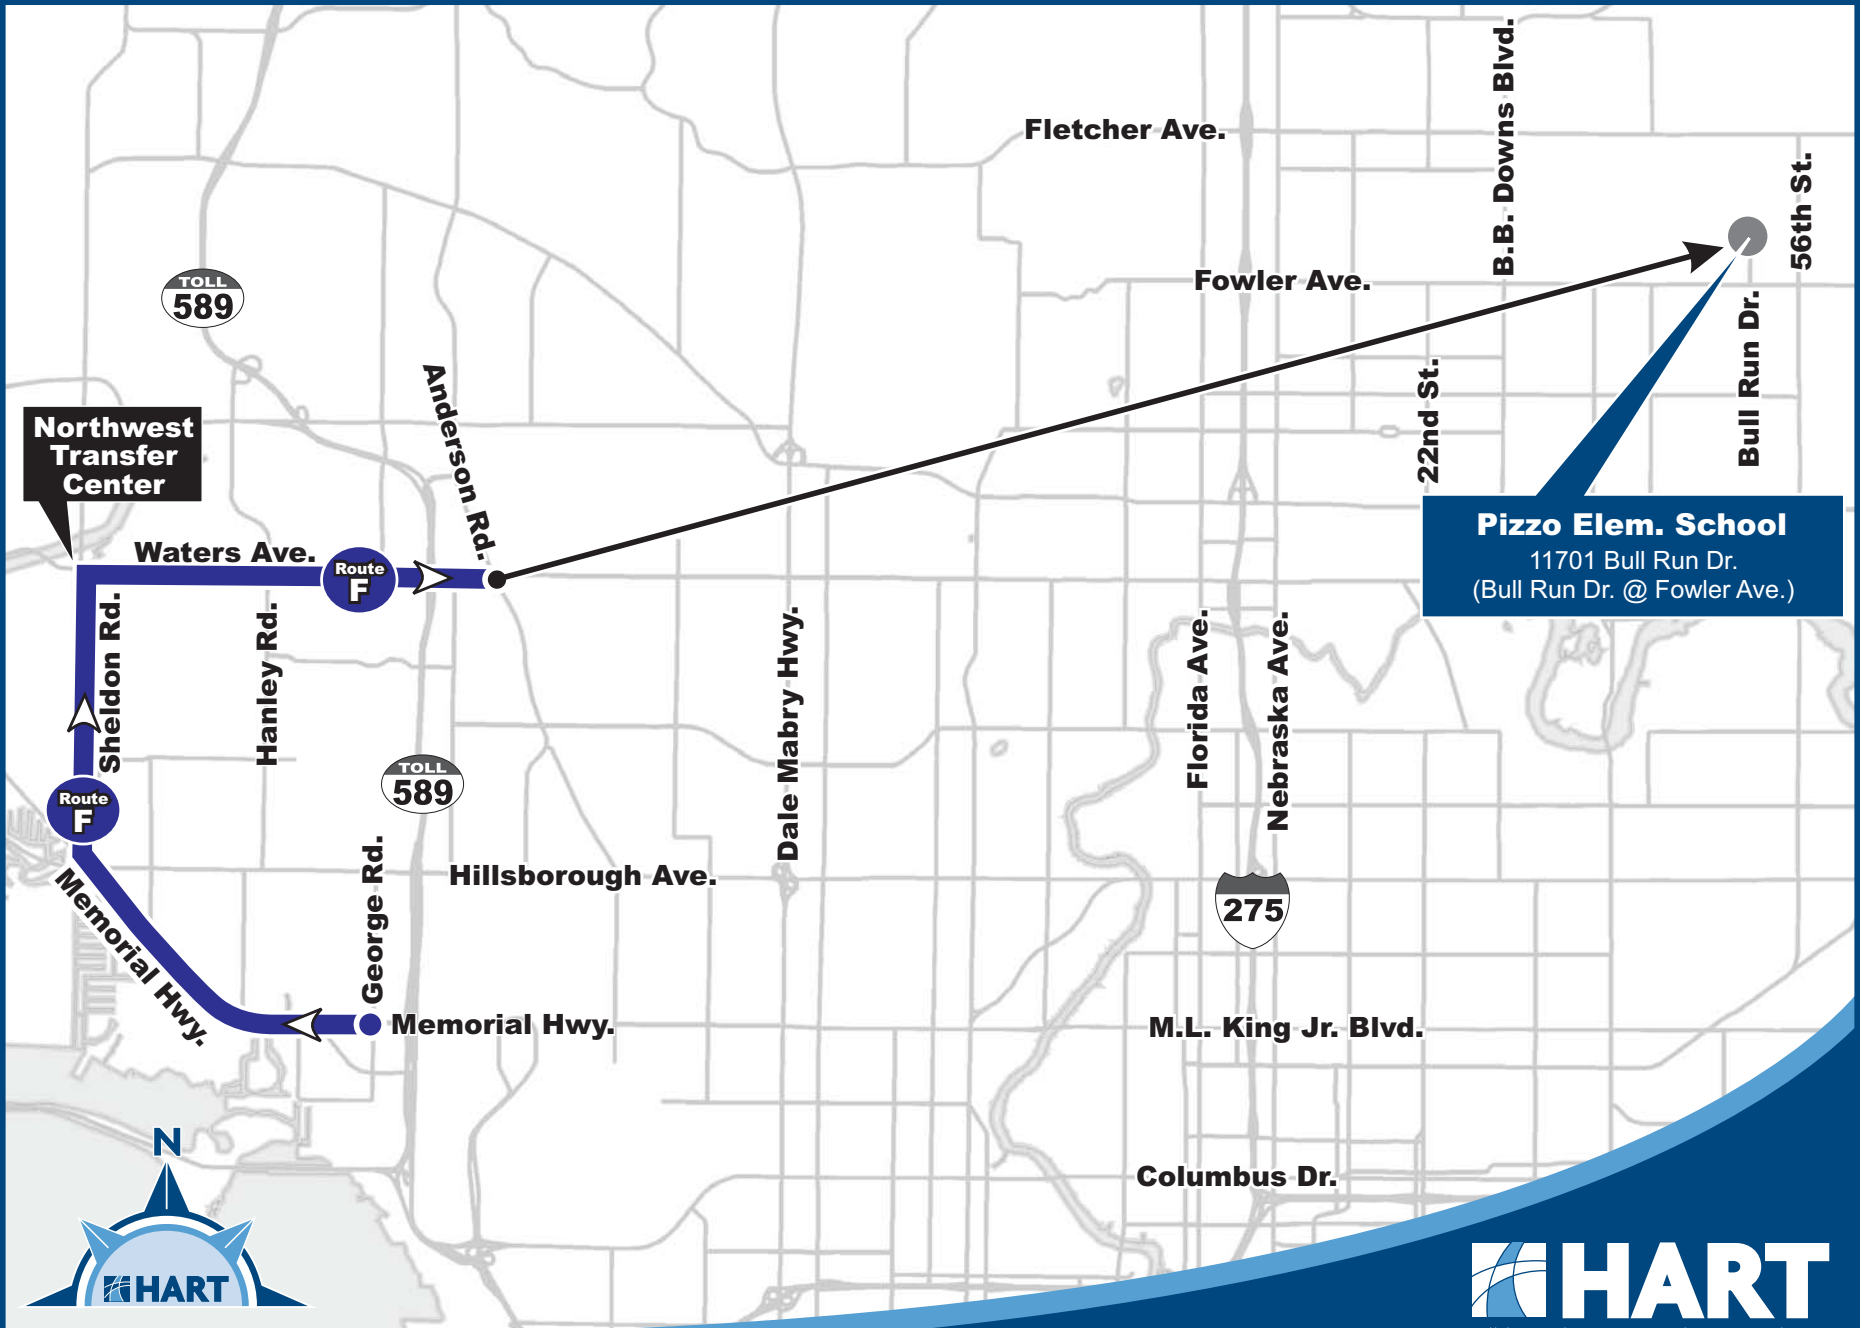 Fletcher Ave.
B.B. Downs Blvd.
56th St.
Fowler Ave.
TOLL
589
Anderson Rd.
22nd St.
Bull Run Dr.
Northwest
Transfer
Center
Pizzo Elem. School
11701 Bull Run Dr.
(Bull Run Dr. @ Fowler Ave.)
Waters Ave.
Route
F
Sheldon Rd.
Hanley Rd.
Dale Mabry Hwy.
Florida Ave.
Nebraska Ave.
TOLL
589
Route
F
George Rd.
Hillsborough Ave.
275
Memorial Hwy.
Memorial Hwy.
M.L. King Jr. Blvd.
N
Columbus Dr.
HART
HART